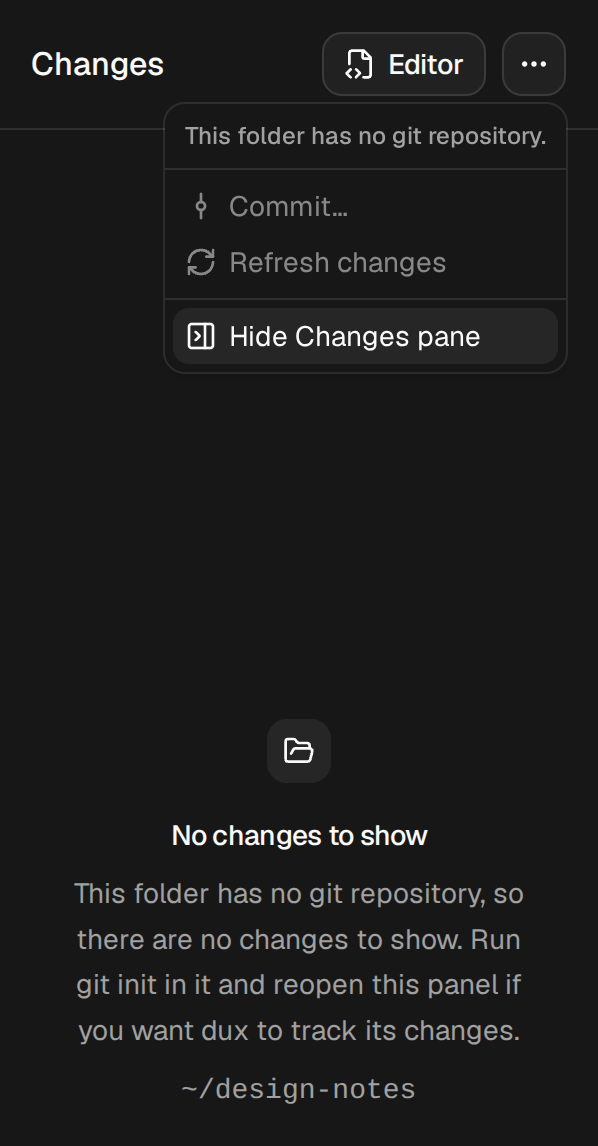 Changes
Editor
This folder has no git repository.
Commit…
Refresh changes
Hide Changes pane
No changes to show
This folder has no git repository, so
there are no changes to show. Run
git init in it and reopen this panel if
you want dux to track its changes.
~/design-notes